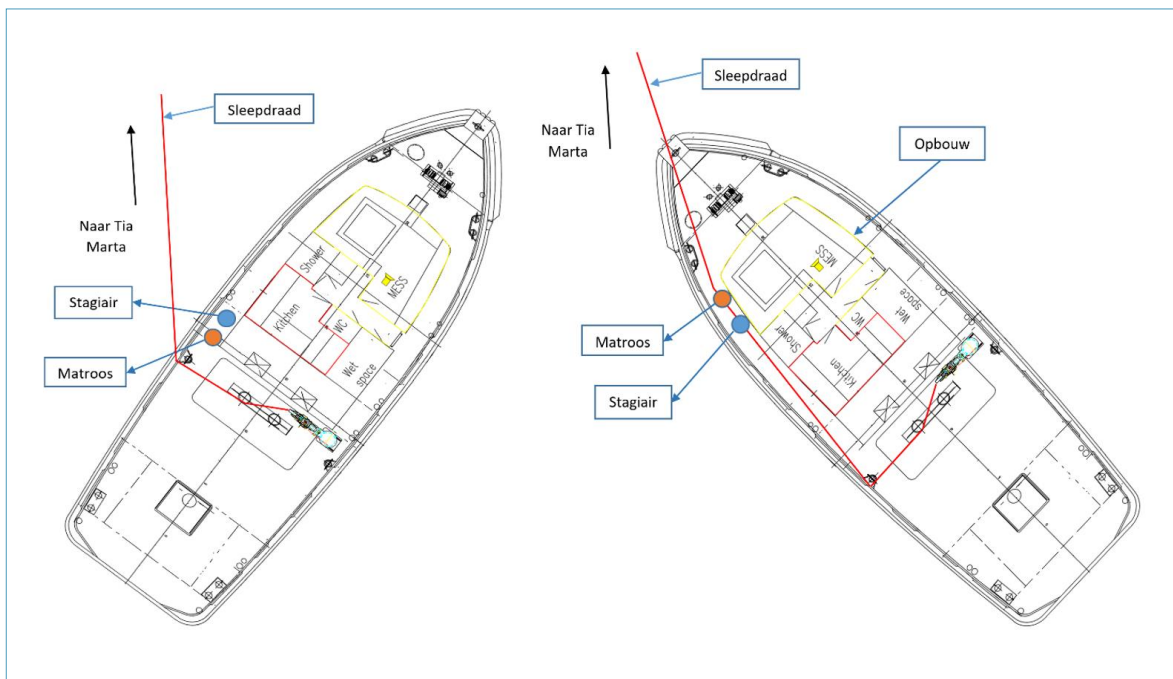 Sleepdraad
Naar Tia
Marta
Stagiair
Matroos
Shower
MESS
Kitchen
WC
Wet
space
Sleepdraad
Naar Tia
Marta
Opbouw
Matroos
Stagiair
MESS
Wet
space
WC
Shower
Kitchen